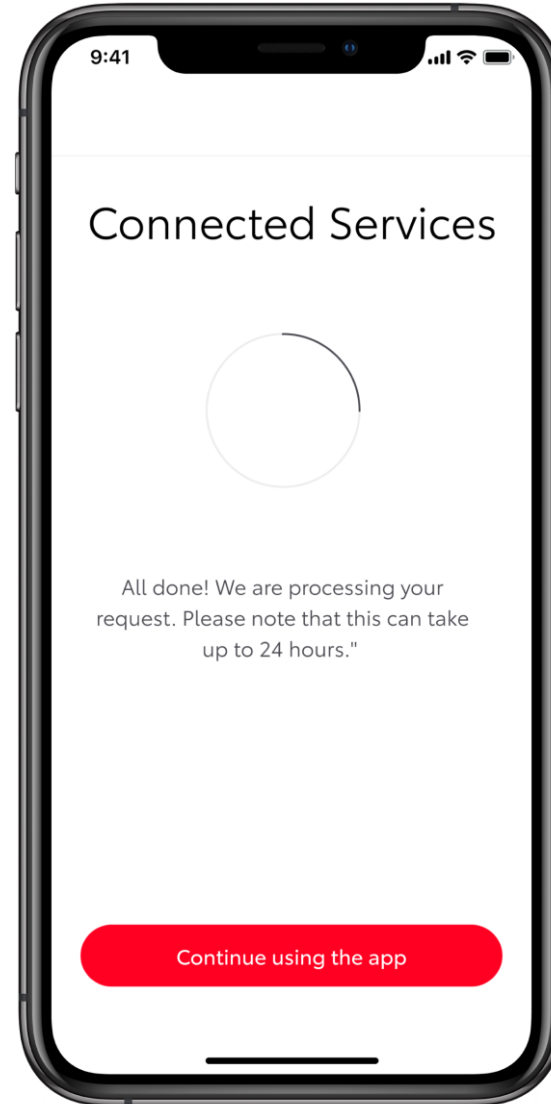 9:41
Connected Services
All done! We are processing your
request. Please note that this can take
up to 24 hours."
Continue using the app